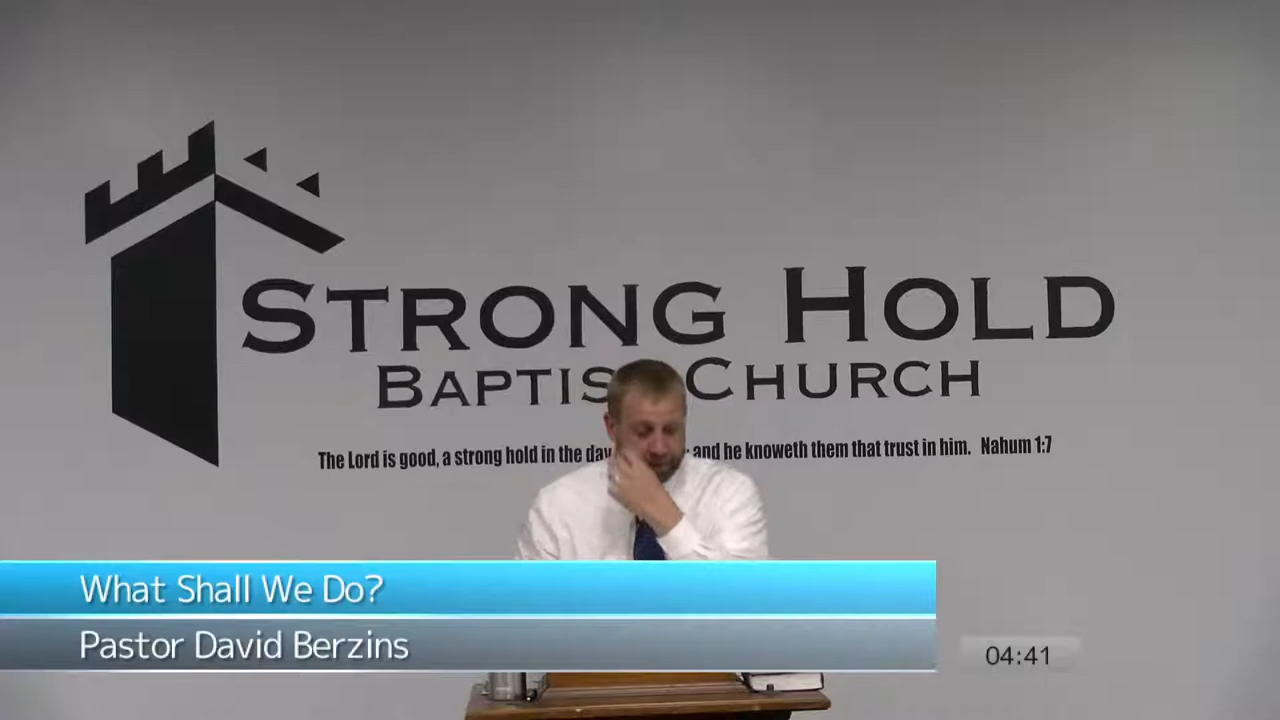 STRONG HOLD
BAPTIS CHURCH
The Lord is good, a strong hold in the day and he knoweth them that trust in him. Nahum 1:7
What Shall We Do?
Pastor David Berzins
04:41